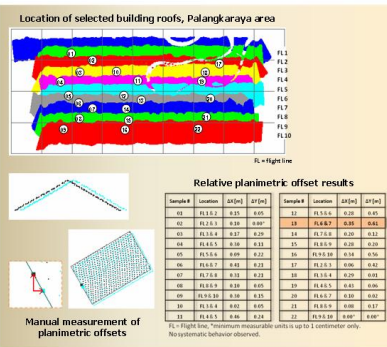 Location of selected building roofs, Palangkaraya area
FL 1
FL 2
FL 3
FL 4
FL 5
FL 6
FL 7
FL 8
FL 9
FL 10
FL = flight line
Relative planimetric offset results
Sample # Location ΔX[m] ΔY[m]
01 FL 1 & 2 0.15 0.05
02 FL 2 & 3 0.10 0.00*
03 FL 3 & 4 0.17 0.29
04 FL 4 & 5 0.10 0.11
05 FL 5 & 6 0.09 0.22
06 FL 6 & 7 0.41 0.21
07 FL 7 & 8 0.31 0.21
08 FL 8 & 9 0.10 0.05
09 FL 9 & 10 0.30 0.15
10 FL 3 & 4 0.02 0.05
11 FL 4 & 5 0.46 0.24
Sample # Location ΔX[m] ΔY[m]
12 FL 5 & 6 0.28 0.45
13 FL 6 & 7 0.35 0.61
14 FL 7 & 8 0.20 0.12
15 FL 8 & 9 0.28 0.20
16 FL 9 & 10 0.34 0.56
17 FL 2 & 3 0.06 0.42
18 FL 3 & 4 0.29 0.01
19 FL 4 & 5 0.43 0.06
20 FL 6 & 7 0.10 0.02
21 FL 8 & 9 0.08 0.17
22 FL 9 & 10 0.00* 0.00*
FL = Flight line, *minimum measurable units is up to 1 centimeter only.
No systematic behavior observed.
Manual measurement of
planimetric offsets